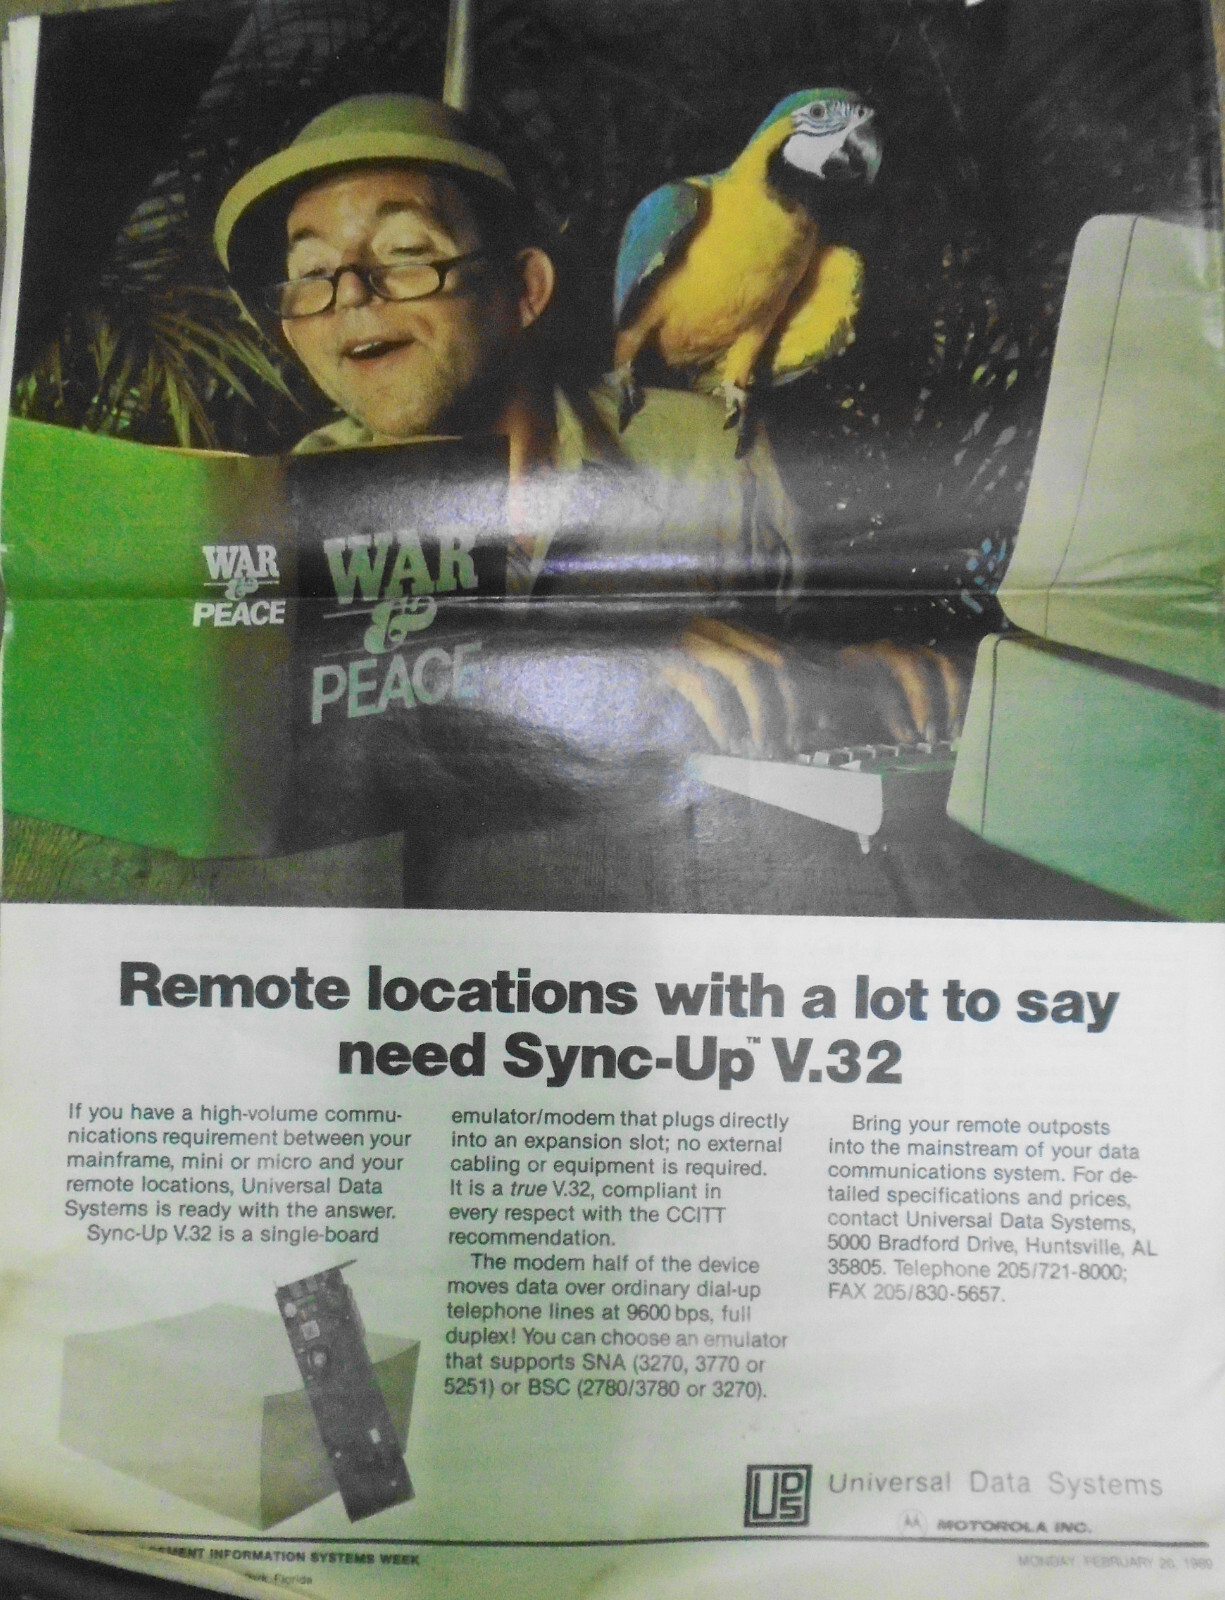 WAR
&
PEACE
WAR
&
PEACE
Remote locations with a lot to say
need Sync-Up™ V.32
If you have a high-volume commu-
nications requirement between your
mainframe, mini or micro and your
remote locations, Universal Data
Systems is ready with the answer.
Sync-Up V.32 is a single-board
emulator/modem that plugs directly
into an expansion slot; no external
cabling or equipment is required.
It is a true V.32, compliant in
every respect with the CCITT
recommendation.
The modem half of the device
moves data over ordinary dial-up
telephone lines at 9600 bps, full
duplex! You can choose an emulator
that supports SNA (3270, 3770 or
5251) or BSC (2780/3780 or 3270).
Bring your remote outposts
into the mainstream of your data
communications system. For de-
tailed specifications and prices,
contact Universal Data Systems,
5000 Bradford Drive, Huntsville, AL
35805. Telephone 205/721-8000;
FAX 205/830-5657.
UDS
Universal Data Systems
MOTOROLA INC.
INFORMATION SYSTEMS WEEK
MONDAY, FEBRUARY 20, 1989
Florida